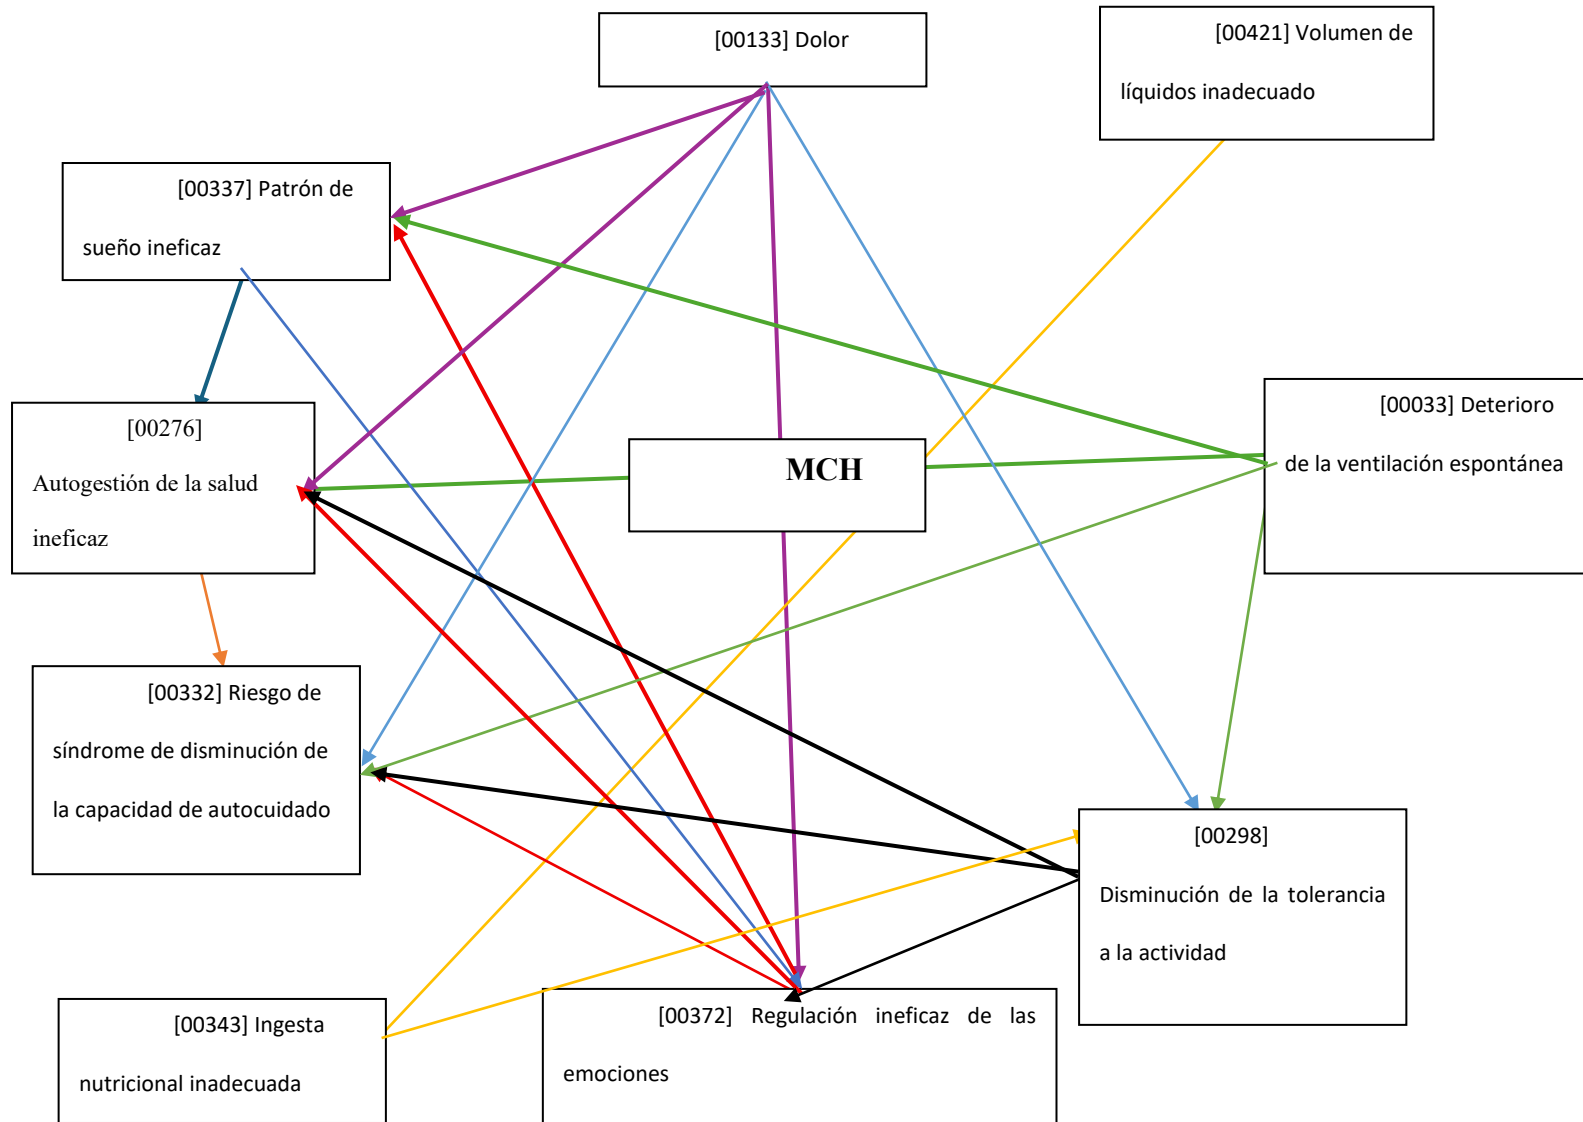 [00133] Dolor
[00421] Volumen de
líquidos inadecuado
[00337] Patrón de
sueño ineficaz
[00033] Deterioro
de la ventilación espontánea
[00276]
Autogestión de la salud
ineficaz
MCH
[00332] Riesgo de
síndrome de disminución de
la capacidad de autocuidado
[00298]
Disminución de la tolerancia
a la actividad
[00343] Ingesta
nutricional inadecuada
[00372] Regulación ineficaz de las
emociones